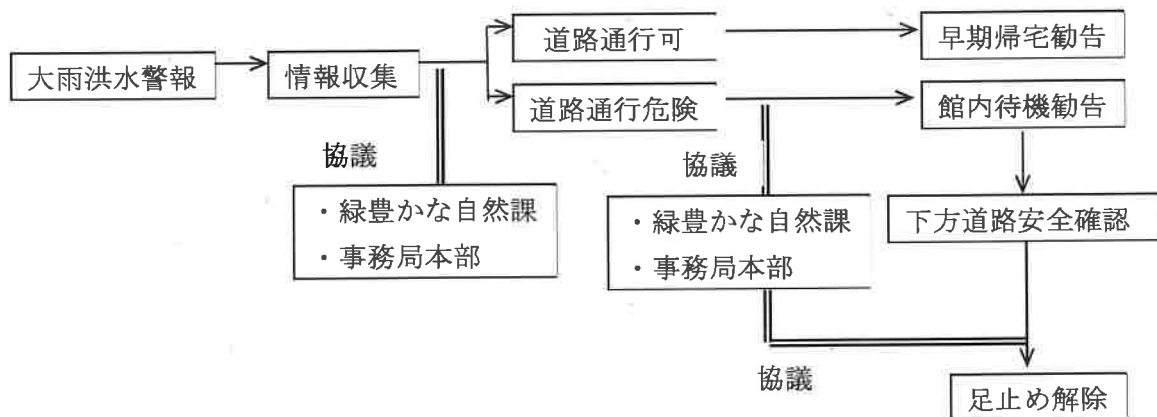 大雨洪水警報
情報収集
道路通行可
早期帰宅勧告
道路通行危険
館内待機勧告
協議
・緑豊かな自然課
・事務局本部
協議
・緑豊かな自然課
・事務局本部
下方道路安全確認
協議
足止め解除